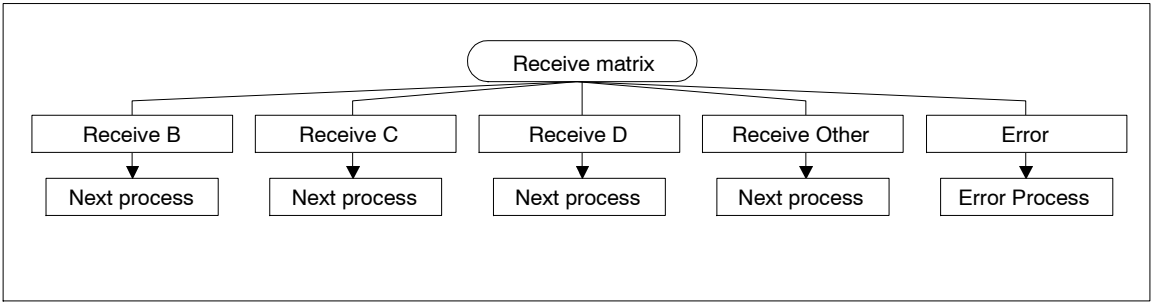 Receive matrix
Receive B
Receive C
Receive D
Receive Other
Error
Next process
Next process
Next process
Next process
Error Process